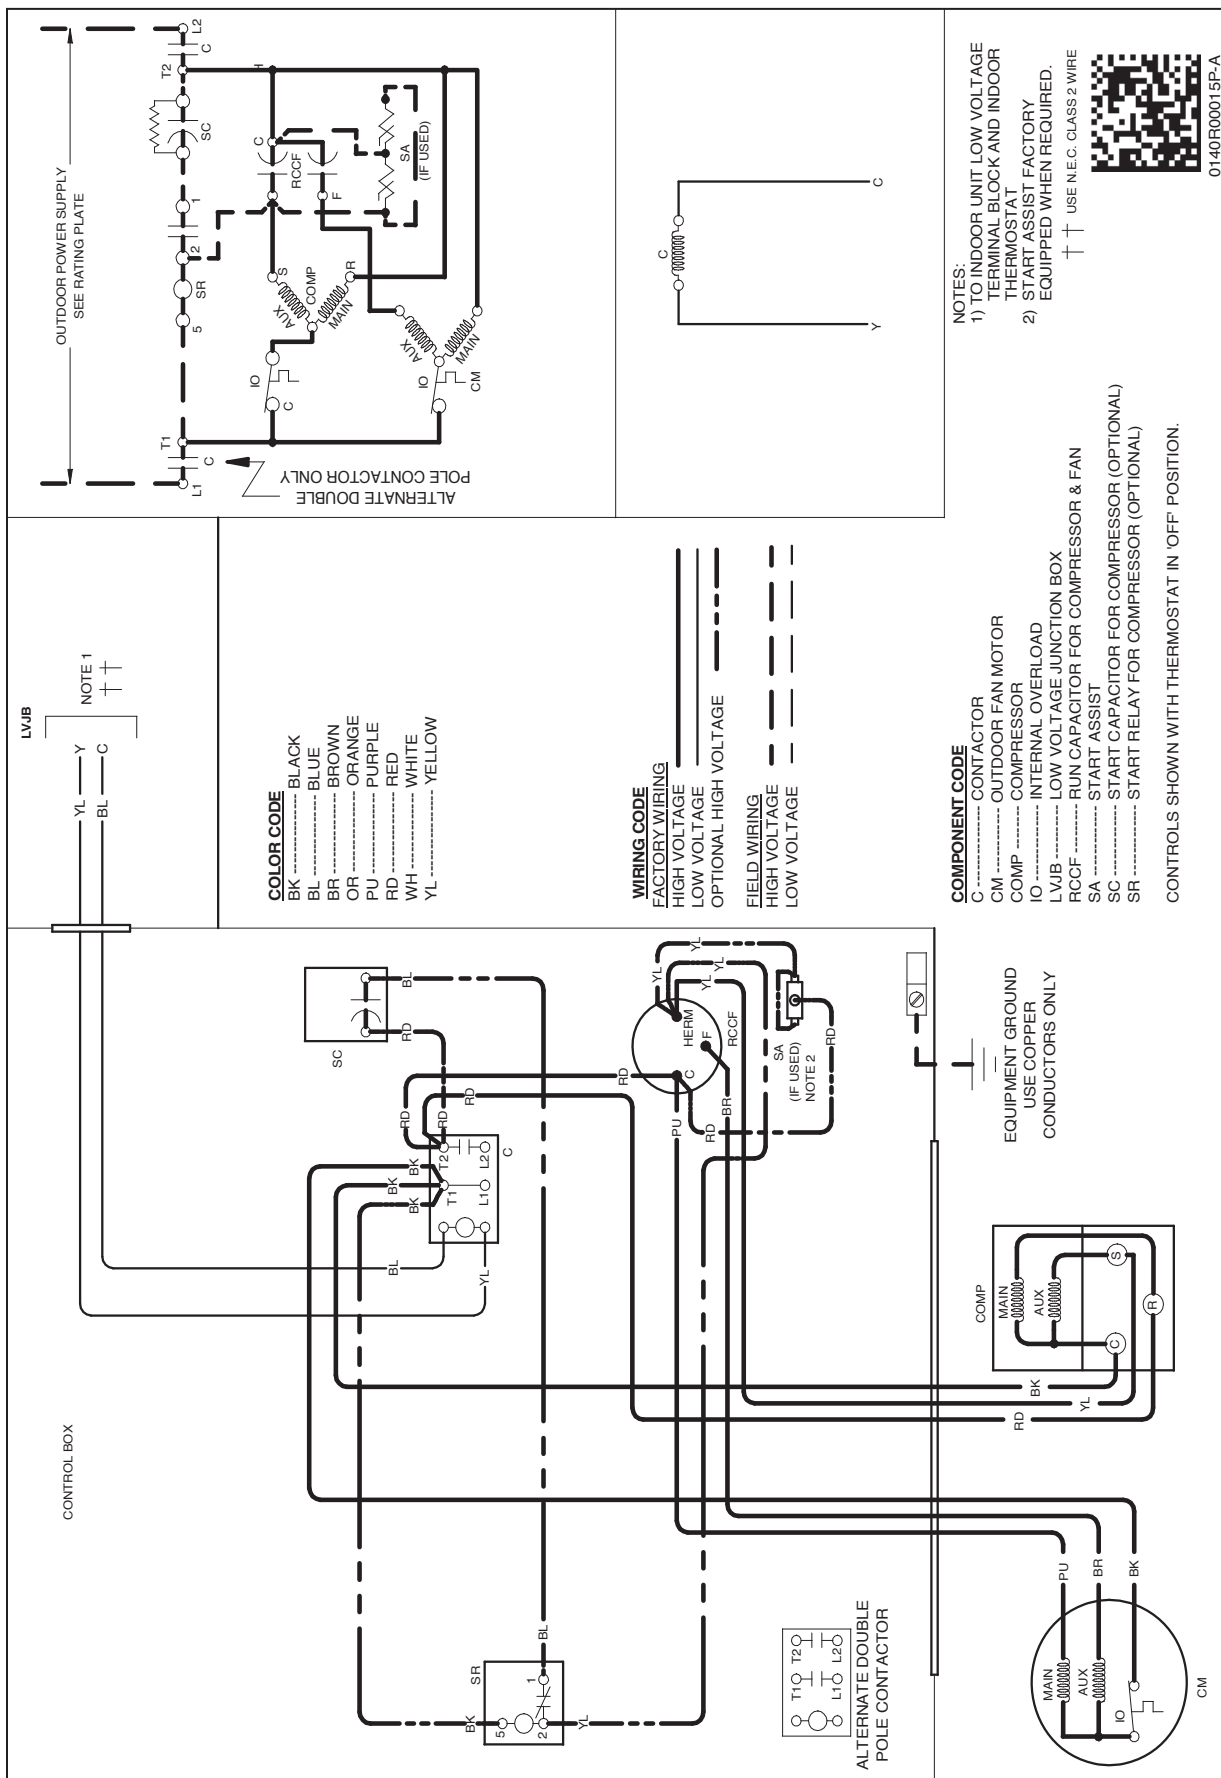 CONTROL BOX
LVJB
YL
Y
BL
C
NOTE 1
COLOR CODE
BK ----------- BLACK
BL ----------- BLUE
BR ----------- BROWN
OR ----------- ORANGE
PU ----------- PURPLE
RD ----------- RED
WH ----------- WHITE
YL ----------- YELLOW
WIRING CODE
FACTORY WIRING
HIGH VOLTAGE
LOW VOLTAGE
OPTIONAL HIGH VOLTAGE
FIELD WIRING
HIGH VOLTAGE
LOW VOLTAGE
COMPONENT CODE
C ----------- CONTACTOR
CM ----------- OUTDOOR FAN MOTOR
COMP ----------- COMPRESSOR
IO ----------- INTERNAL OVERLOAD
LVJB ----------- LOW VOLTAGE JUNCTION BOX
RCCF ----------- RUN CAPACITOR FOR COMPRESSOR & FAN
SA ----------- START ASSIST
SC ----------- START CAPACITOR FOR COMPRESSOR (OPTIONAL)
SR ----------- START RELAY FOR COMPRESSOR (OPTIONAL)
CONTROLS SHOWN WITH THERMOSTAT IN 'OFF' POSITION.
OUTDOOR POWER SUPPLY
SEE RATING PLATE
L1
C
T1
5
SR
2
1
SC
T2
C
L2
ALTERNATE DOUBLE
POLE CONTACTOR ONLY
C
IO
AUX
S
COMP
MAIN
R
RCCF
C
H
F
SA
(IF USED)
IO
CM
AUX
MAIN
C
Y
C
NOTES:
1) TO INDOOR UNIT LOW VOLTAGE
TERMINAL BLOCK AND INDOOR
THERMOSTAT
2) START ASSIST FACTORY
EQUIPPED WHEN REQUIRED.
USE N.E.C. CLASS 2 WIRE
0140R00015P-A
SC
RD
BL
BL
YL
BK
BK
BK
T1
T2
L1
L2
C
RD
RD
RD
RD
SR
BK
5
2
1
BL
YL
PU
RD
BR
C
F
HERM
RCCF
YL
YL
YL
YL
SA
(IF USED)
NOTE 2
RD
T1
T2
L1
L2
ALTERNATE DOUBLE
POLE CONTACTOR
EQUIPMENT GROUND
USE COPPER
CONDUCTORS ONLY
COMP
MAIN
AUX
C
S
R
BK
YL
RD
MAIN
AUX
IO
PU
BR
BK
CM